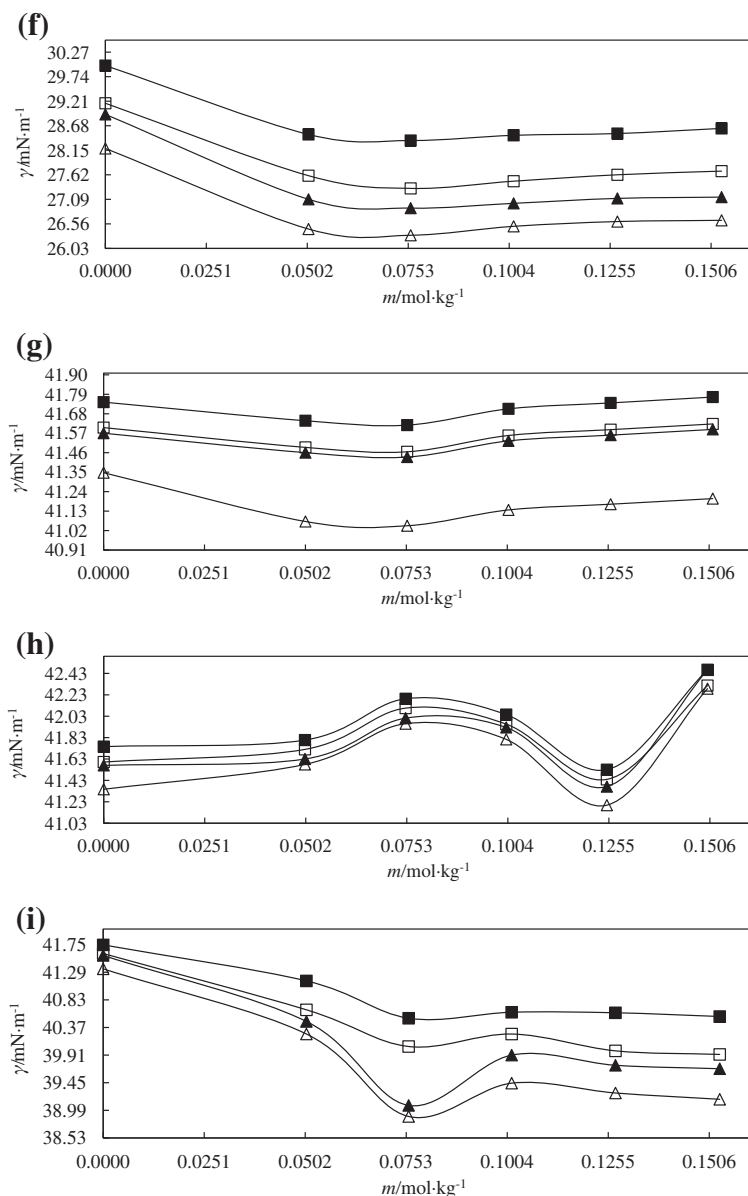 (f)
30.27
29.74
29.21
28.68
28.15
27.62
27.09
26.56
26.03
γ/mN·m-1
0.0000 0.0251 0.0502 0.0753 0.1004 0.1255 0.1506
m/mol·kg-1
(g)
41.90
41.79
41.68
41.57
41.46
41.35
41.24
41.13
41.02
40.91
γ/mN·m-1
0.0000 0.0251 0.0502 0.0753 0.1004 0.1255 0.1506
m/mol·kg-1
(h)
42.43
42.23
42.03
41.83
41.63
41.43
41.23
41.03
γ/mN·m-1
0.0000 0.0251 0.0502 0.0753 0.1004 0.1255 0.1506
m/mol·kg-1
(i)
41.75
41.29
40.83
40.37
39.91
39.45
38.99
38.53
γ/mN·m-1
0.0000 0.0251 0.0502 0.0753 0.1004 0.1255 0.1506
m/mol·kg-1